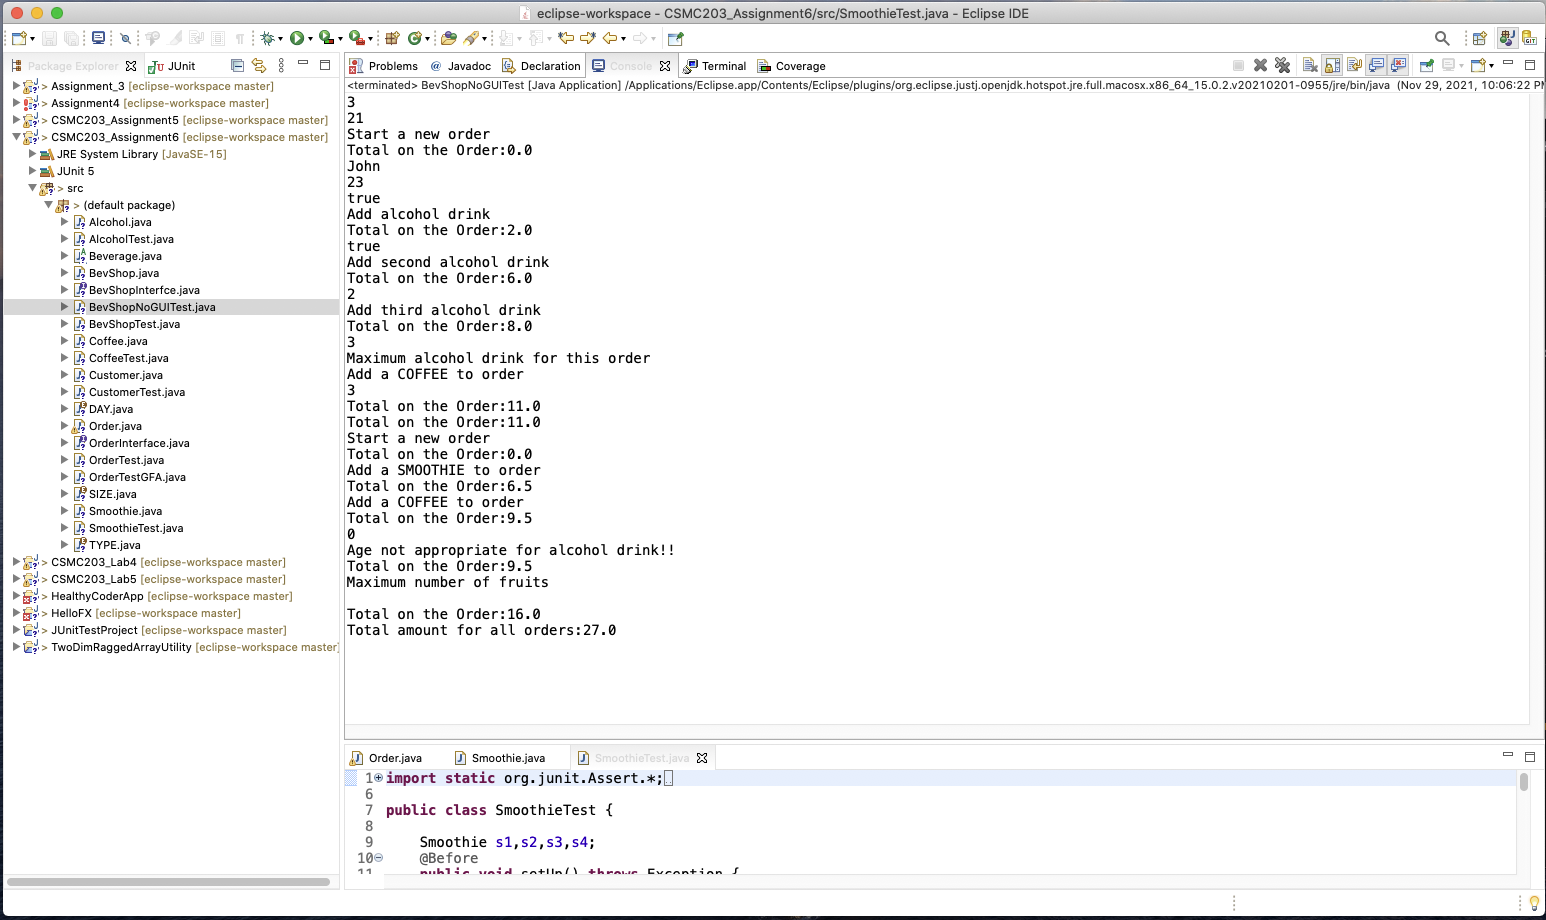 eclipse-workspace - CSMC203_Assignment6/src/SmoothieTest.java - Eclipse IDE
Package Explorer
JUnit
Problems
Javadoc
Declaration
Console
Terminal
Coverage
> Assignment_3 [eclipse-workspace master]
> Assignment4 [eclipse-workspace master]
> CSMC203_Assignment5 [eclipse-workspace master]
> CSMC203_Assignment6 [eclipse-workspace master]
JRE System Library [JavaSE-15]
JUnit 5
> src
> (default package)
Alcohol.java
AlcoholTest.java
Beverage.java
BevShop.java
BevShopInterfce.java
BevShopNoGUITest.java
BevShopTest.java
Coffee.java
CoffeeTest.java
Customer.java
CustomerTest.java
DAY.java
Order.java
OrderInterface.java
OrderTest.java
OrderTestGFA.java
SIZE.java
Smoothie.java
SmoothieTest.java
TYPE.java
> CSMC203_Lab4 [eclipse-workspace master]
> CSMC203_Lab5 [eclipse-workspace master]
> HealthyCoderApp [eclipse-workspace master]
> HelloFX [eclipse-workspace master]
> JUnitTestProject [eclipse-workspace master]
> TwoDimRaggedArrayUtility [eclipse-workspace master]
<terminated> BevShopNoGUITest [Java Application] /Applications/Eclipse.app/Contents/Eclipse/plugins/org.eclipse.justj.openjdk.hotspot.jre.full.macosx.x86_64_15.0.2.v20210201-0955/jre/bin/java (Nov 29, 2021, 10:06:22
3
21
Start a new order
Total on the Order:0.0
John
23
true
Add alcohol drink
Total on the Order:2.0
true
Add second alcohol drink
Total on the Order:6.0
2
Add third alcohol drink
Total on the Order:8.0
3
Maximum alcohol drink for this order
Add a COFFEE to order
3
Total on the Order:11.0
Total on the Order:11.0
Start a new order
Total on the Order:0.0
Add a SMOOTHIE to order
Total on the Order:6.5
Add a COFFEE to order
Total on the Order:9.5
0
Age not appropriate for alcohol drink!!
Total on the Order:9.5
Maximum number of fruits
Total on the Order:16.0
Total amount for all orders:27.0
Order.java
Smoothie.java
SmoothieTest.java
1 import static org.junit.Assert.*;
6
7 public class SmoothieTest {
8
9 Smoothie s1,s2,s3,s4;
10 @Before
11 public void setUp() throws Exception {